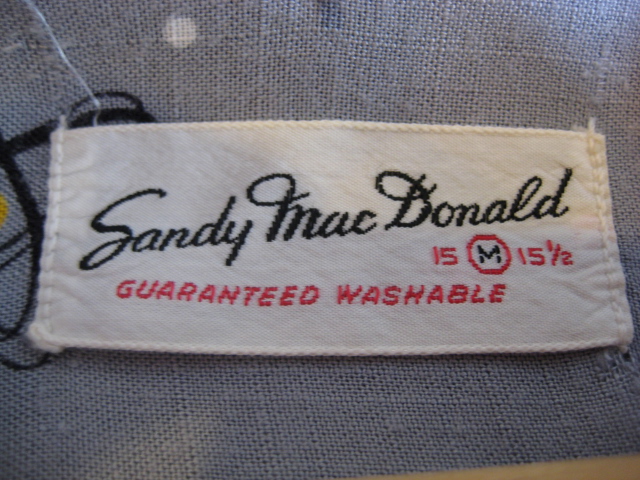 Sandy MacDonald
15 M 15½
GUARANTEED WASHABLE